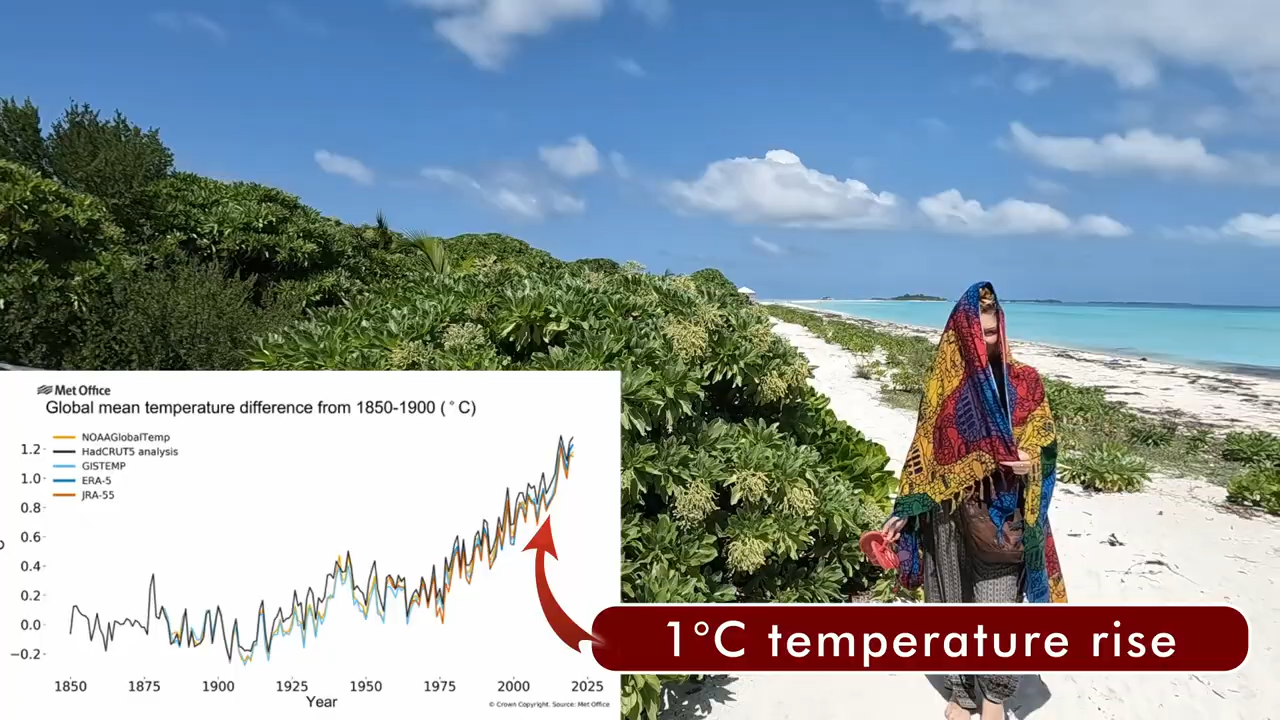 Met Office
Global mean temperature difference from 1850-1900 (°C)
NOAAGlobalTemp
HadCRUT5 analysis
GISTEMP
ERA-5
JRA-55
1.2
1.0
0.8
0.6
0.4
0.2
0.0
−0.2
1850 1875 1900 1925 1950 1975 2000 2025
Year
© Crown Copyright. Source: Met Office
1°C temperature rise